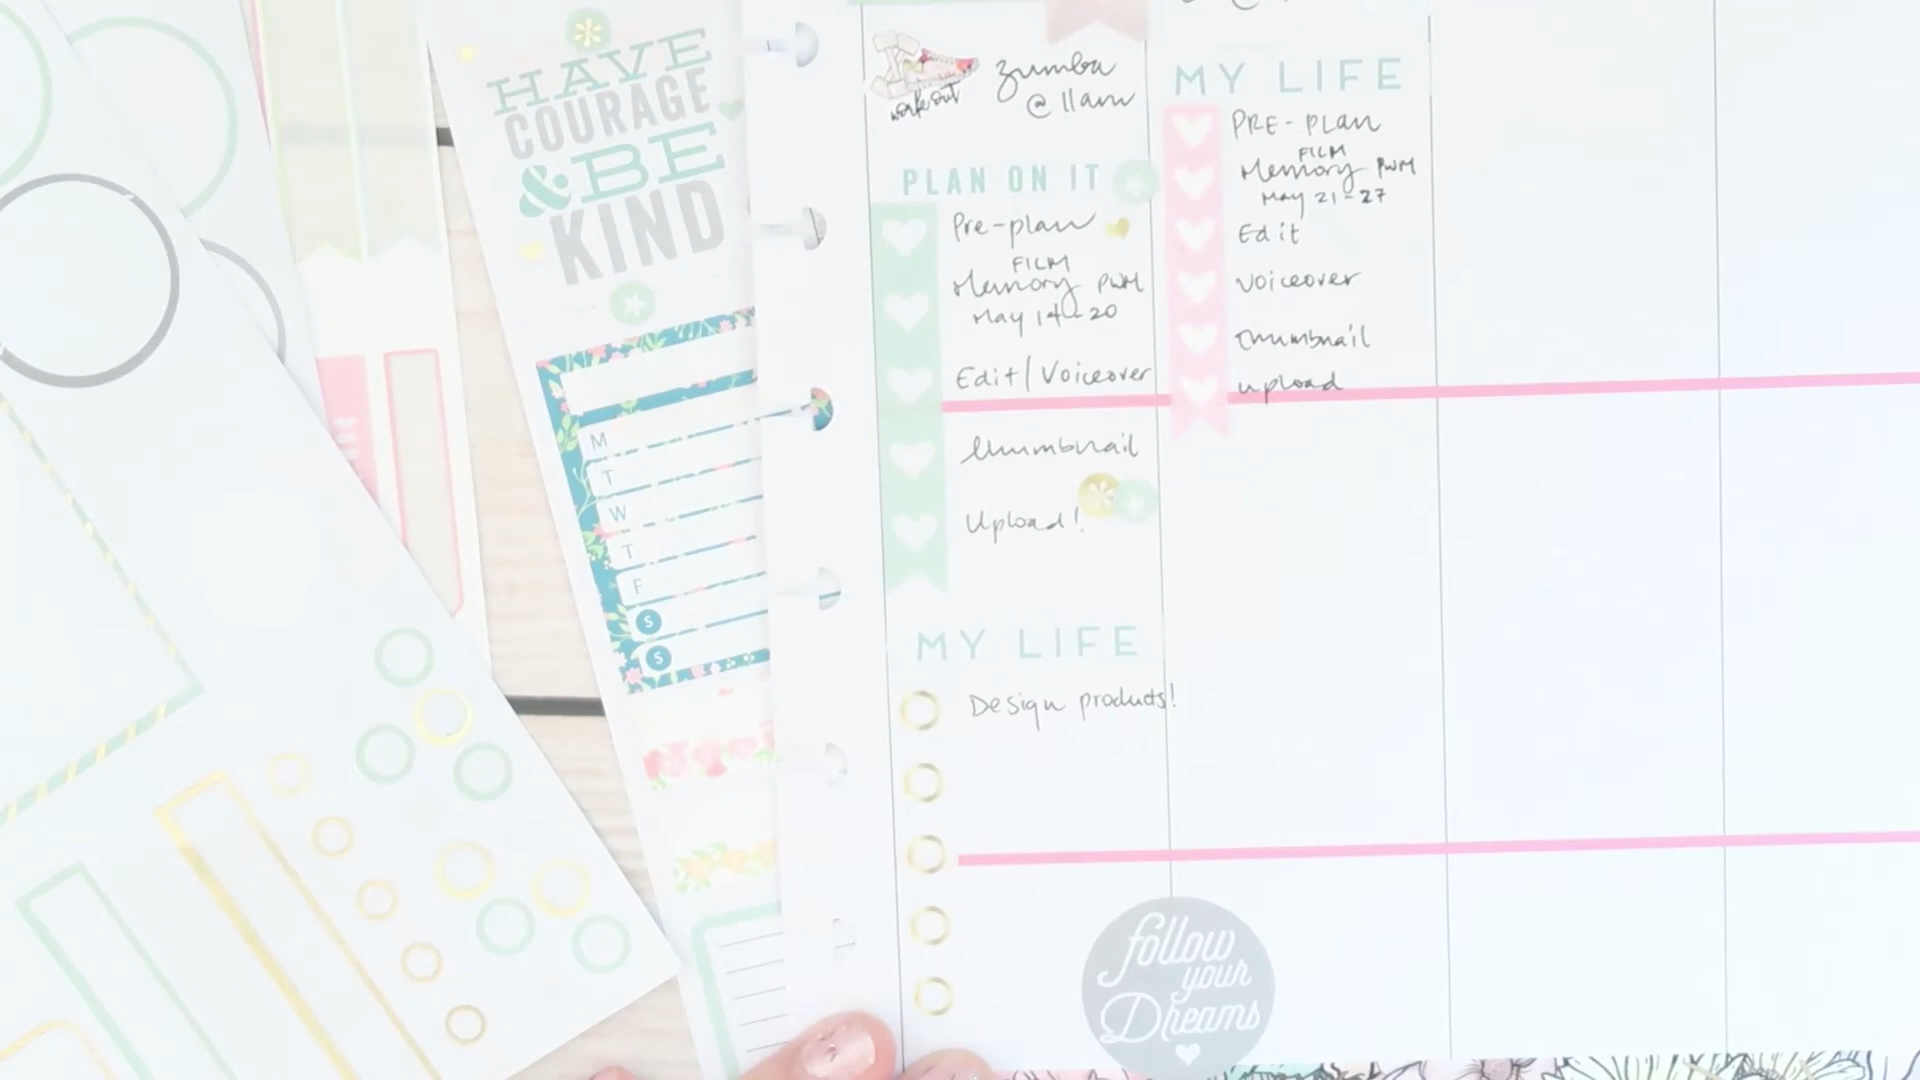 HAVE
COURAGE
& BE
KIND
M
T
W
T
F
S
S
workout
zumba
@ 11am
PLAN ON IT
Pre-plan
FILM
Memory PWM
May 14-20
Edit/Voiceover
thumbnail
Upload!
MY LIFE
Design products!
MY LIFE
PRE-PLAN
FILM
Memory PWM
May 21-27
Edit
Voiceover
thumbnail
upload
follow
your
Dreams